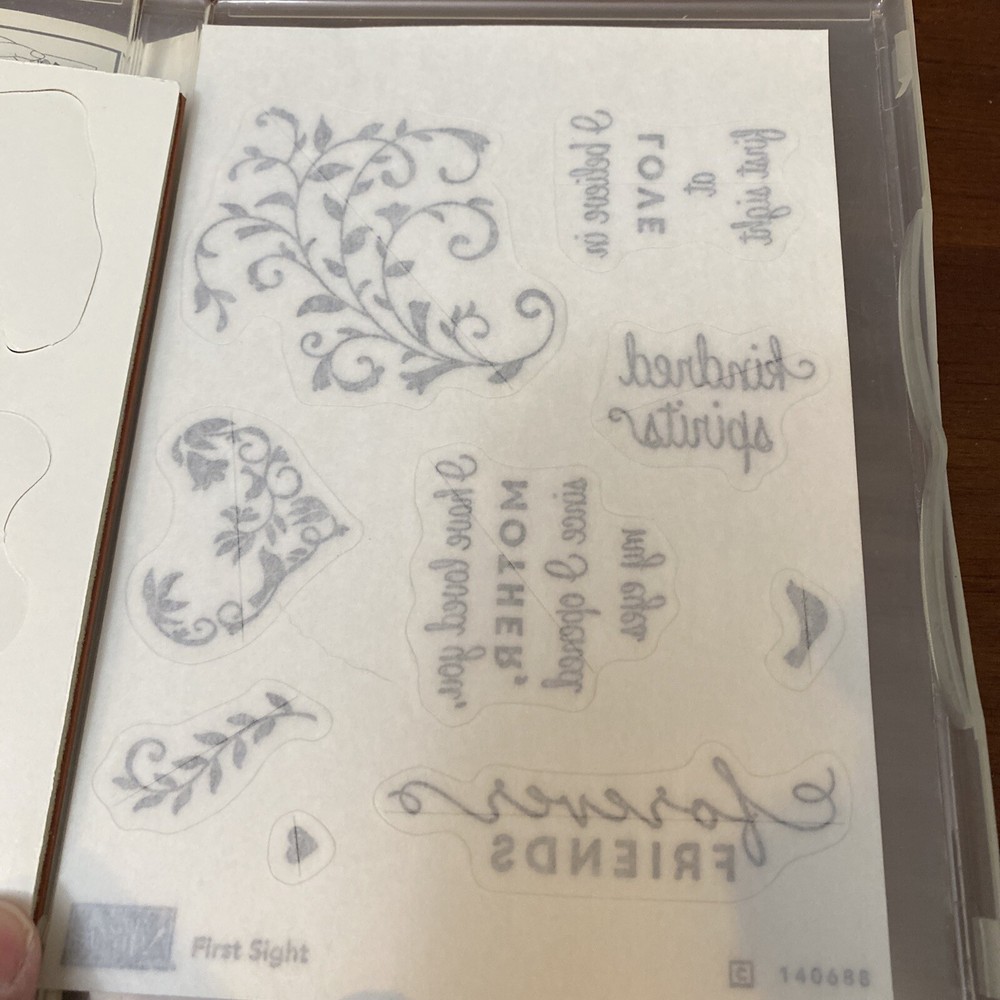 I believe in
LOVE
at
first sight
kindred
spirits
I have loved you,
MOTHER,
since I opened
my eyes
forever
FRIENDS
First Sight
C 140688